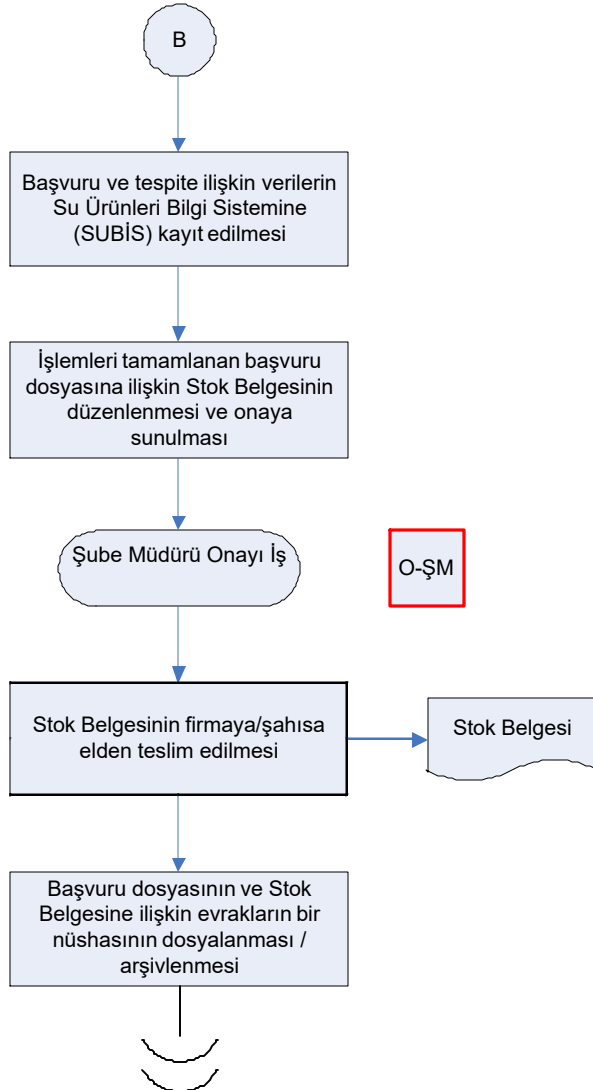 B
Başvuru ve tespite ilişkin verilerin
Su Ürünleri Bilgi Sistemine
(SUBİS) kayıt edilmesi
İşlemleri tamamlanan başvuru
dosyasına ilişkin Stok Belgesinin
düzenlenmesi ve onaya
sunulması
Şube Müdürü Onayı İş
O-ŞM
Stok Belgesinin firmaya/şahısa
elden teslim edilmesi
Stok Belgesi
Başvuru dosyasının ve Stok
Belgesine ilişkin evrakların bir
nüshasının dosyalanması /
arşivlenmesi